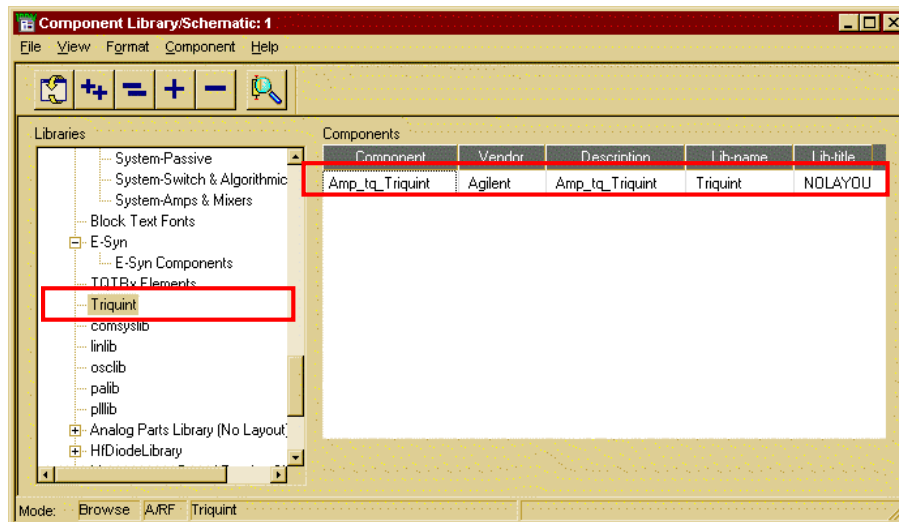 Component Library/Schematic: 1
File View Format Component Help
Libraries
Components
System-Passive
System-Switch & Algorithmic
System-Amps & Mixers
Block Text Fonts
E-Syn
E-Syn Components
TQTRx Elements
Triquint
comsyslib
linlib
osclib
palib
plllib
Analog Parts Library (No Layout)
HfDiodeLibrary
Component Vendor Description Lib-name Lib-title
Amp_tq_Triquint Agilent Amp_tq_Triquint Triquint NOLAYOU
Mode: Browse A/RF Triquint